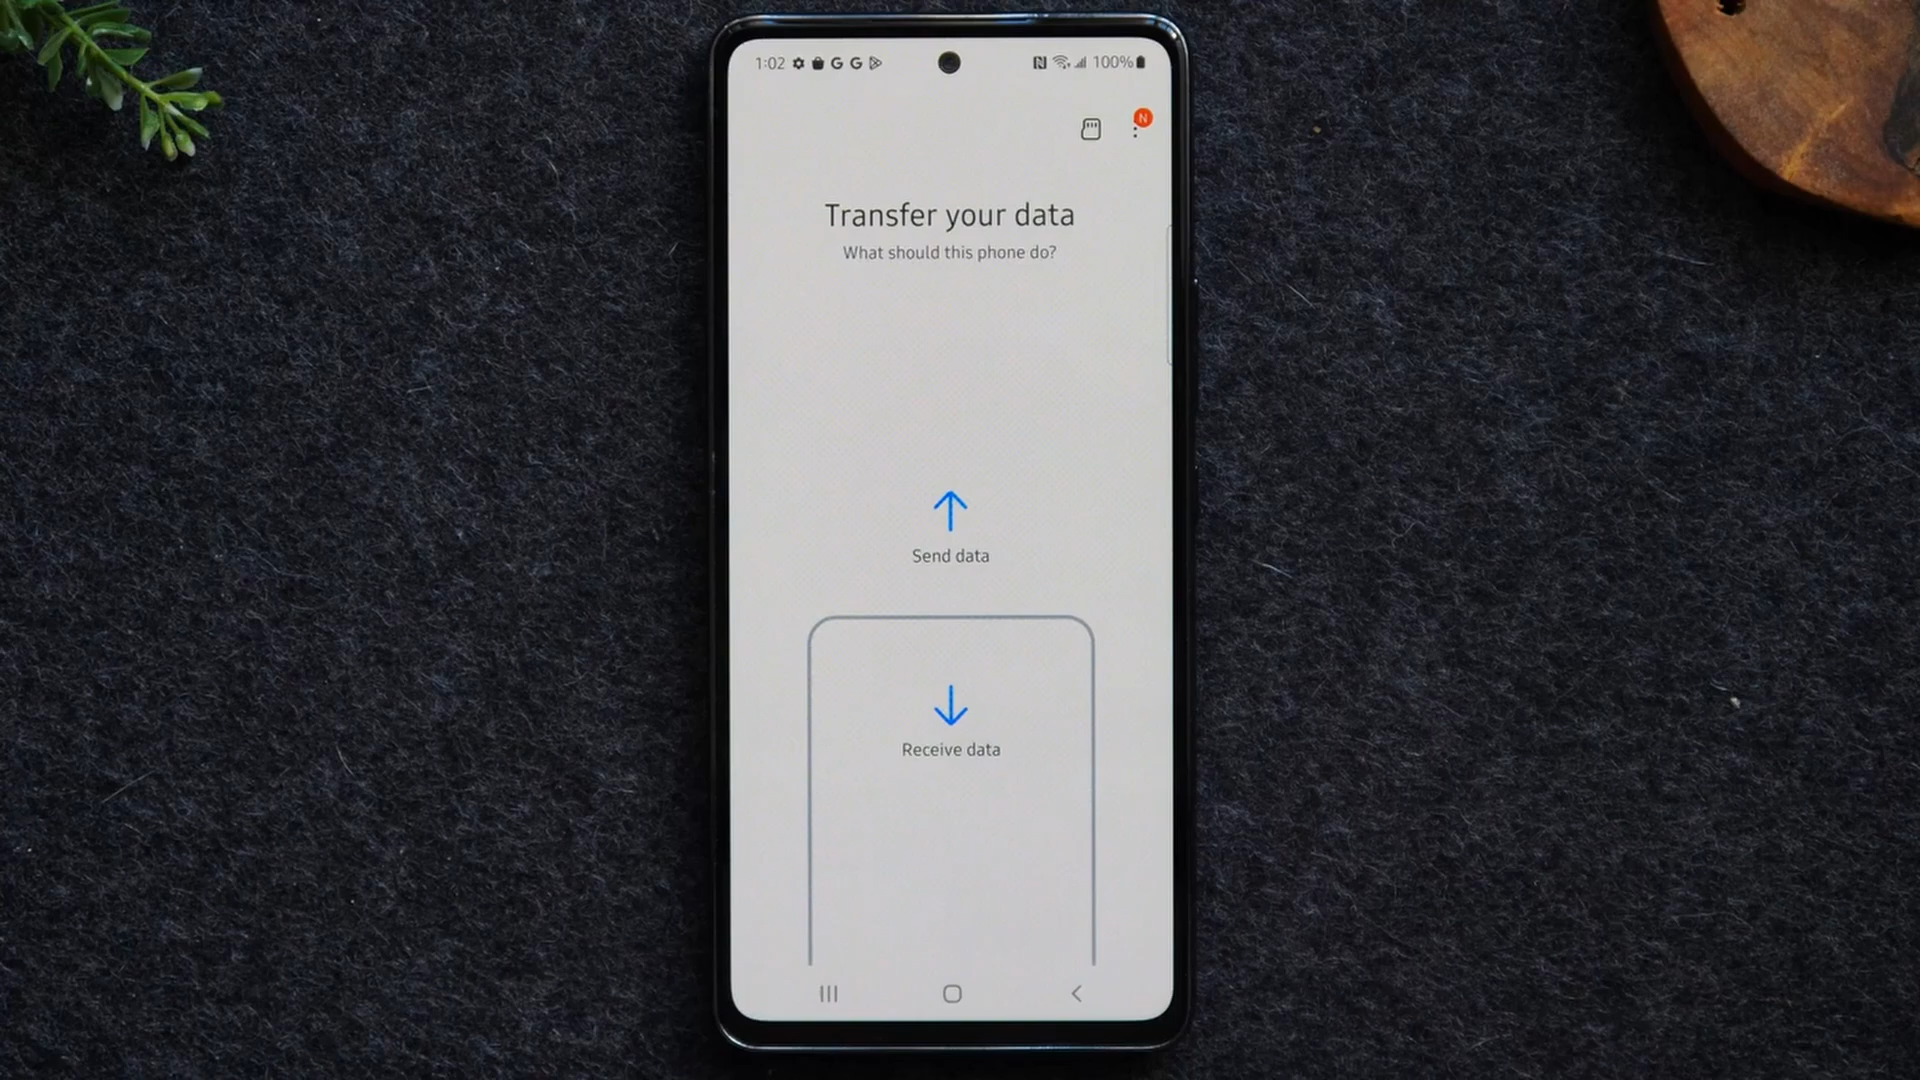 1:02 G G N 100%
N
Transfer your data
What should this phone do?
Send data
Receive data